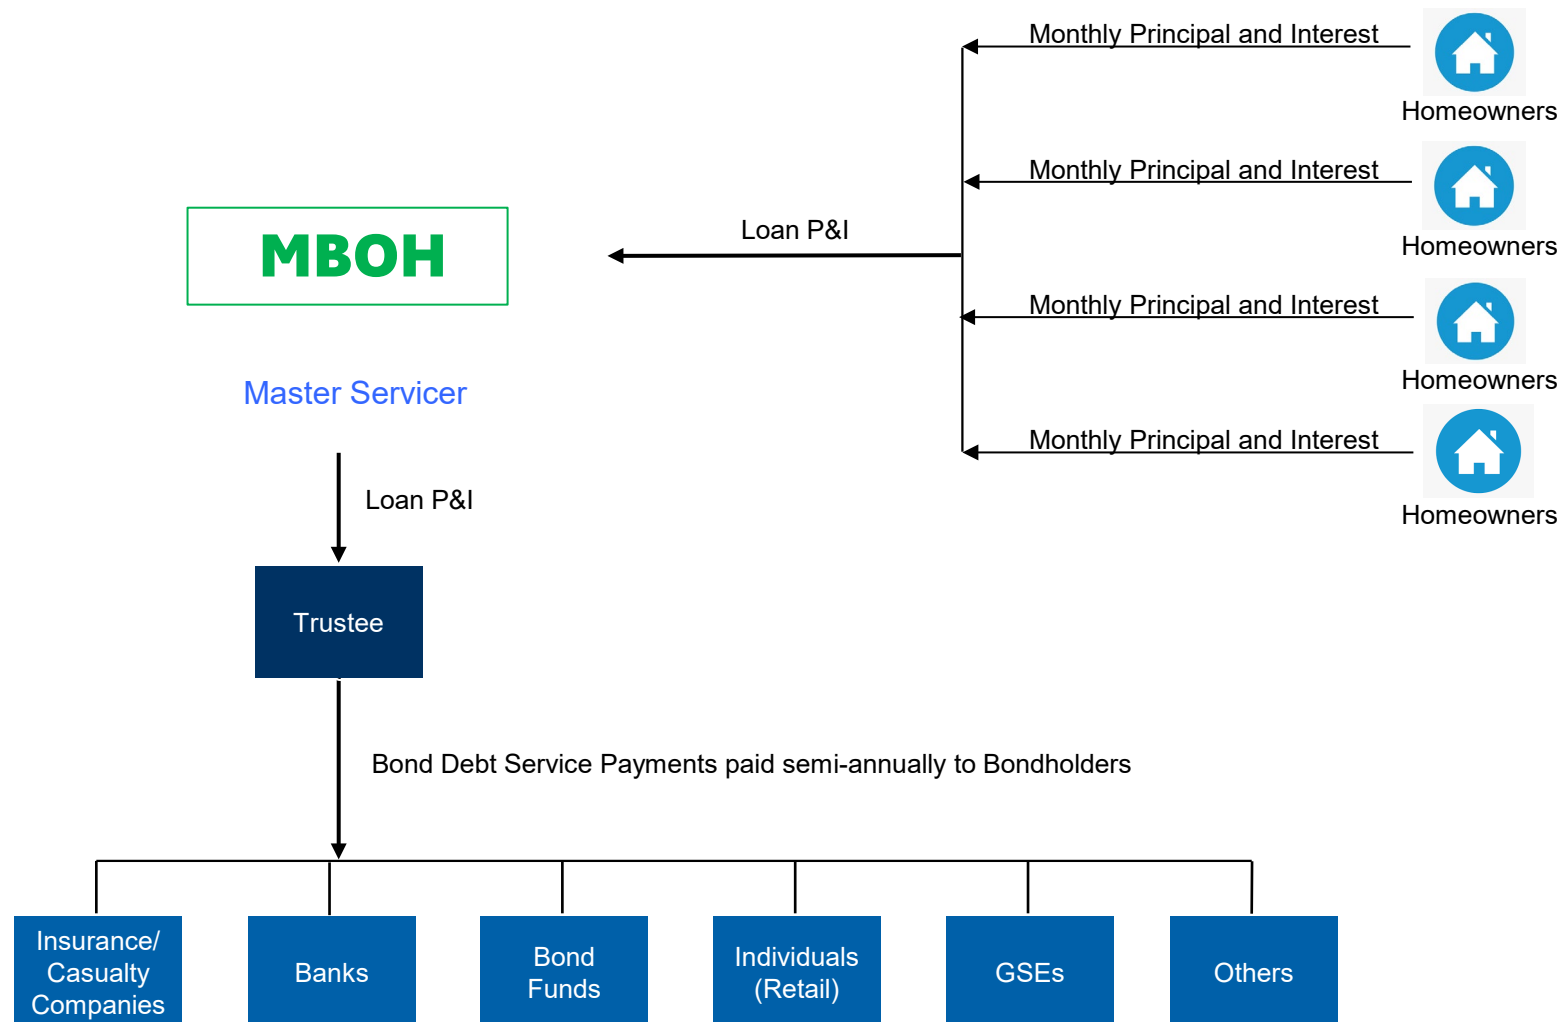 Monthly Principal and Interest
Homeowners
Monthly Principal and Interest
Homeowners
Loan P&I
MBOH
Monthly Principal and Interest
Homeowners
Master Servicer
Monthly Principal and Interest
Homeowners
Loan P&I
Trustee
Bond Debt Service Payments paid semi-annually to Bondholders
Insurance/
Casualty
Companies
Banks
Bond
Funds
Individuals
(Retail)
GSEs
Others